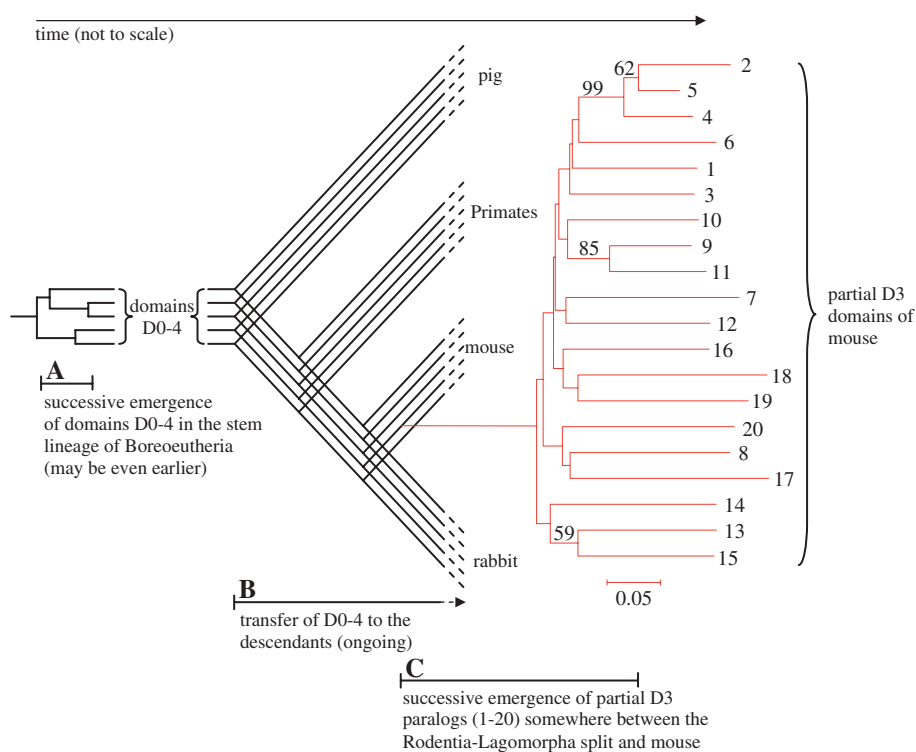 time (not to scale)
pig
Primates
mouse
rabbit
domains
D0-4
A
successive emergence
of domains D0-4 in the stem
lineage of Boreoeutheria
(may be even earlier)
B
transfer of D0-4 to the
descendants (ongoing)
C
successive emergence of partial D3
paralogs (1-20) somewhere between the
Rodentia-Lagomorpha split and mouse
62
99
85
59
2
5
4
6
1
3
10
9
11
7
12
16
18
19
20
8
17
14
13
15
0.05
partial D3
domains of
mouse